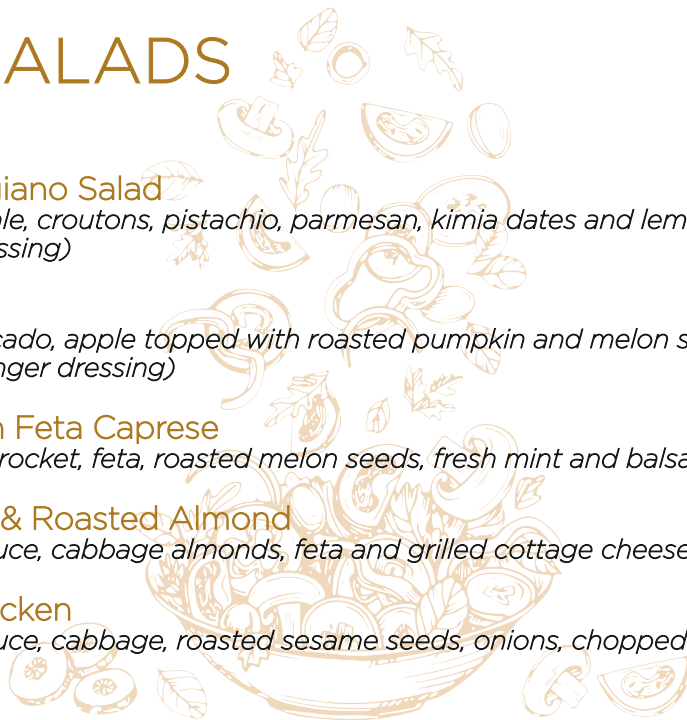 ALADS
giano Salad
ale, croutons, pistachio, parmesan, kimia dates and lem
ssing)
cado, apple topped with roasted pumpkin and melon s
nger dressing)
n Feta Caprese
rocket, feta, roasted melon seeds, fresh mint and balsa
& Roasted Almond
uce, cabbage almonds, feta and grilled cottage cheese
cken
uce, cabbage, roasted sesame seeds, onions, chopped